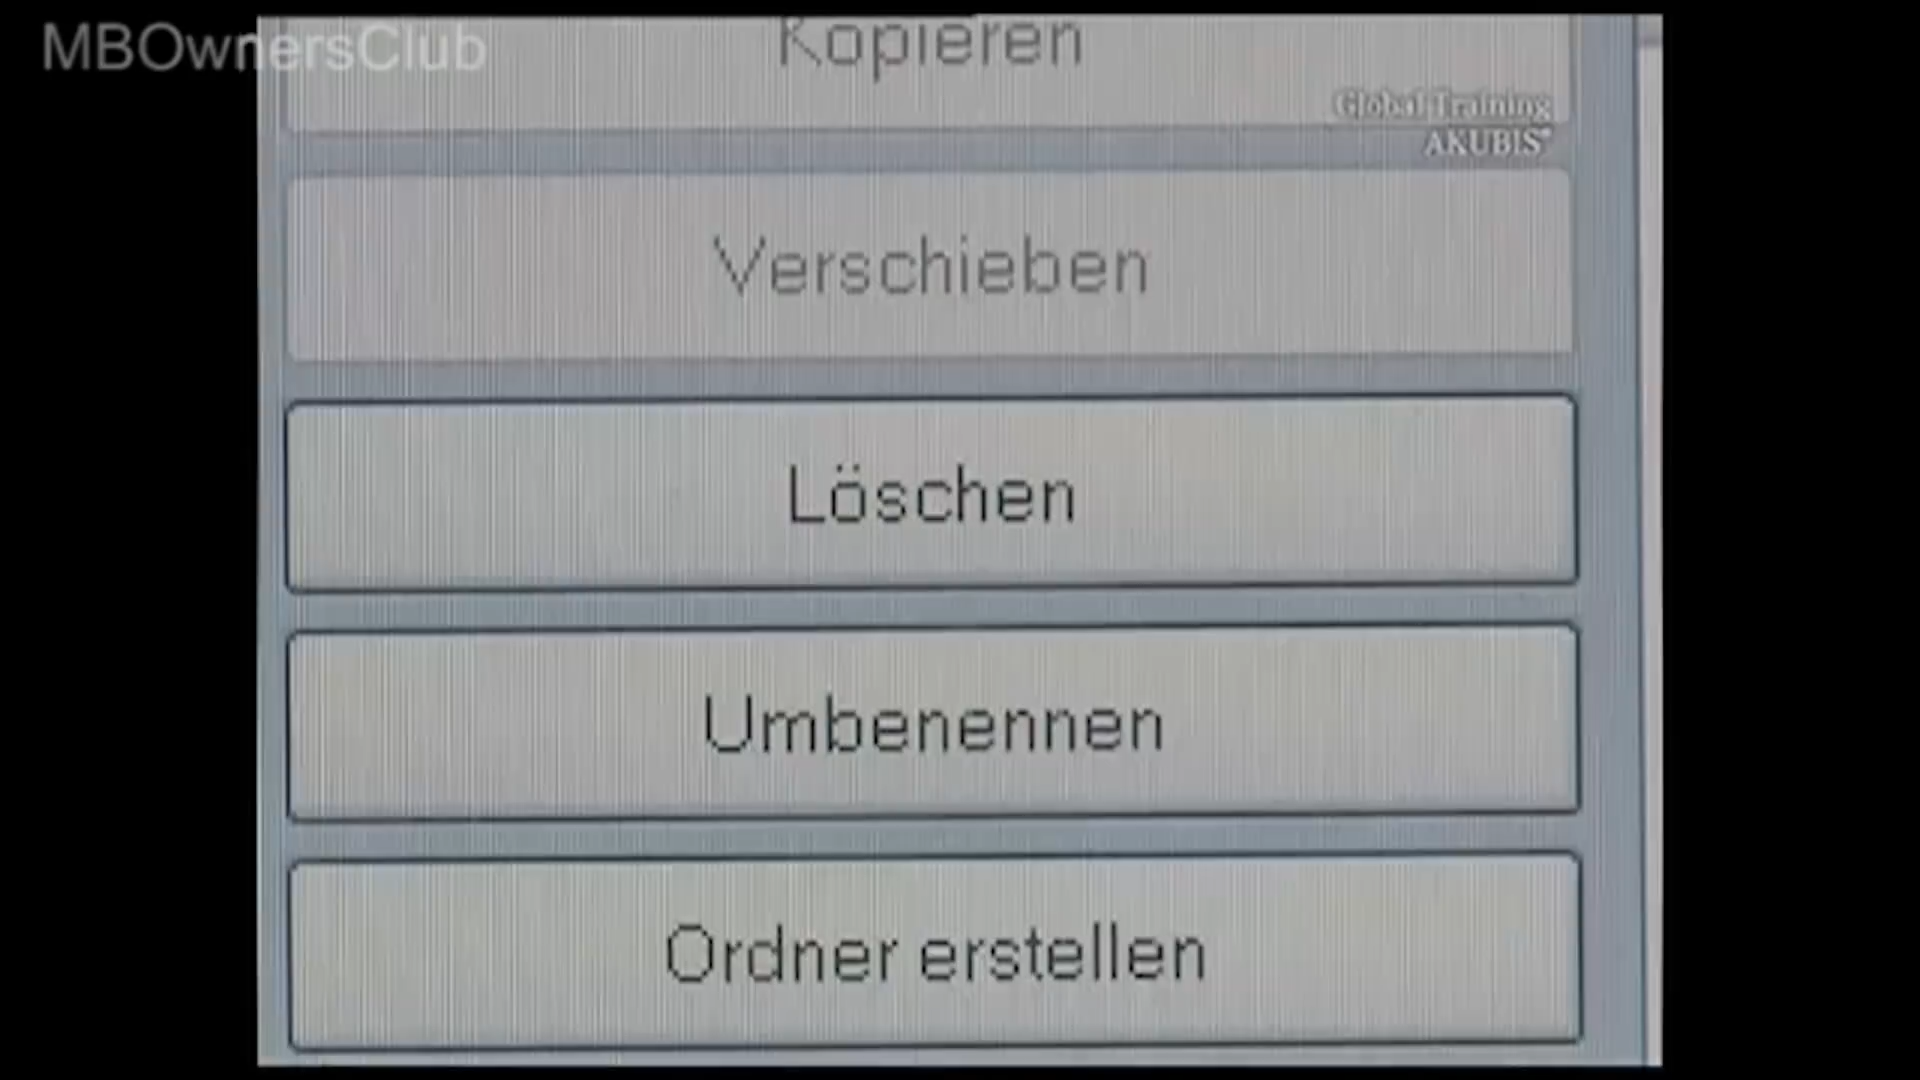 MBOwnersClub
Kopieren
Global Training
AKUBIS®
Verschieben
Löschen
Umbenennen
Ordner erstellen